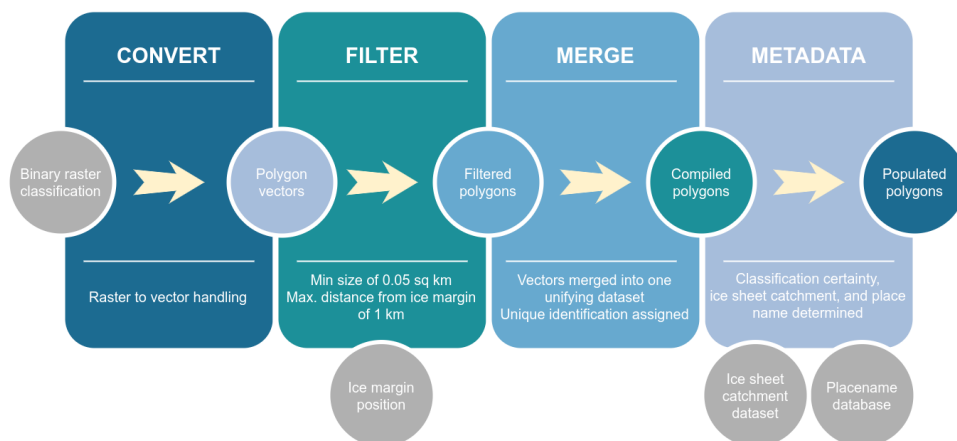 CONVERT
FILTER
MERGE
METADATA
Binary raster
classification
Polygon
vectors
Filtered
polygons
Compiled
polygons
Populated
polygons
Raster to vector handling
Min size of 0.05 sq km
Max. distance from ice margin
of 1 km
Vectors merged into one
unifying dataset
Unique identification assigned
Classification certainty,
ice sheet catchment, and place
name determined
Ice margin
position
Ice sheet
catchment
dataset
Placename
database